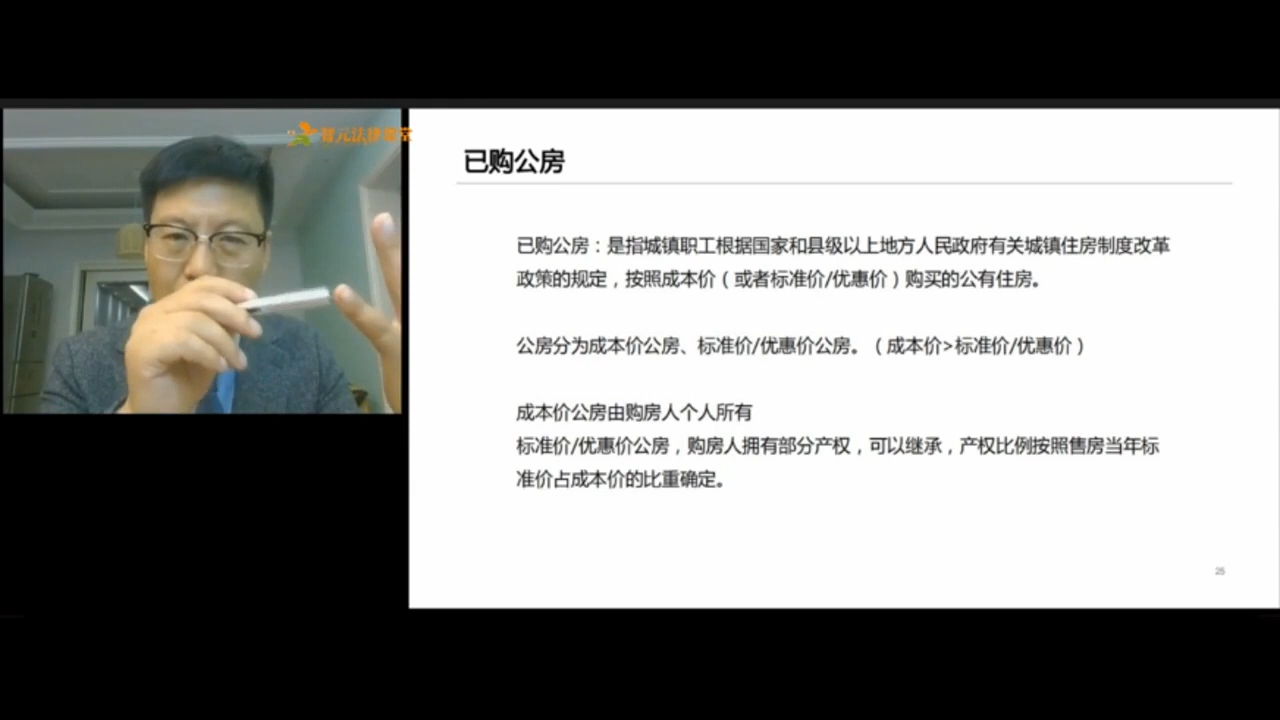 智元法律课堂
已购公房
已购公房：是指城镇职工根据国家和县级以上地方人民政府有关城镇住房制度改革
政策的规定，按照成本价（或者标准价/优惠价）购买的公有住房。
公房分为成本价公房、标准价/优惠价公房。（成本价>标准价/优惠价）
成本价公房由购房人个人所有
标准价/优惠价公房，购房人拥有部分产权，可以继承，产权比例按照售房当年标
准价占成本价的比重确定。
25